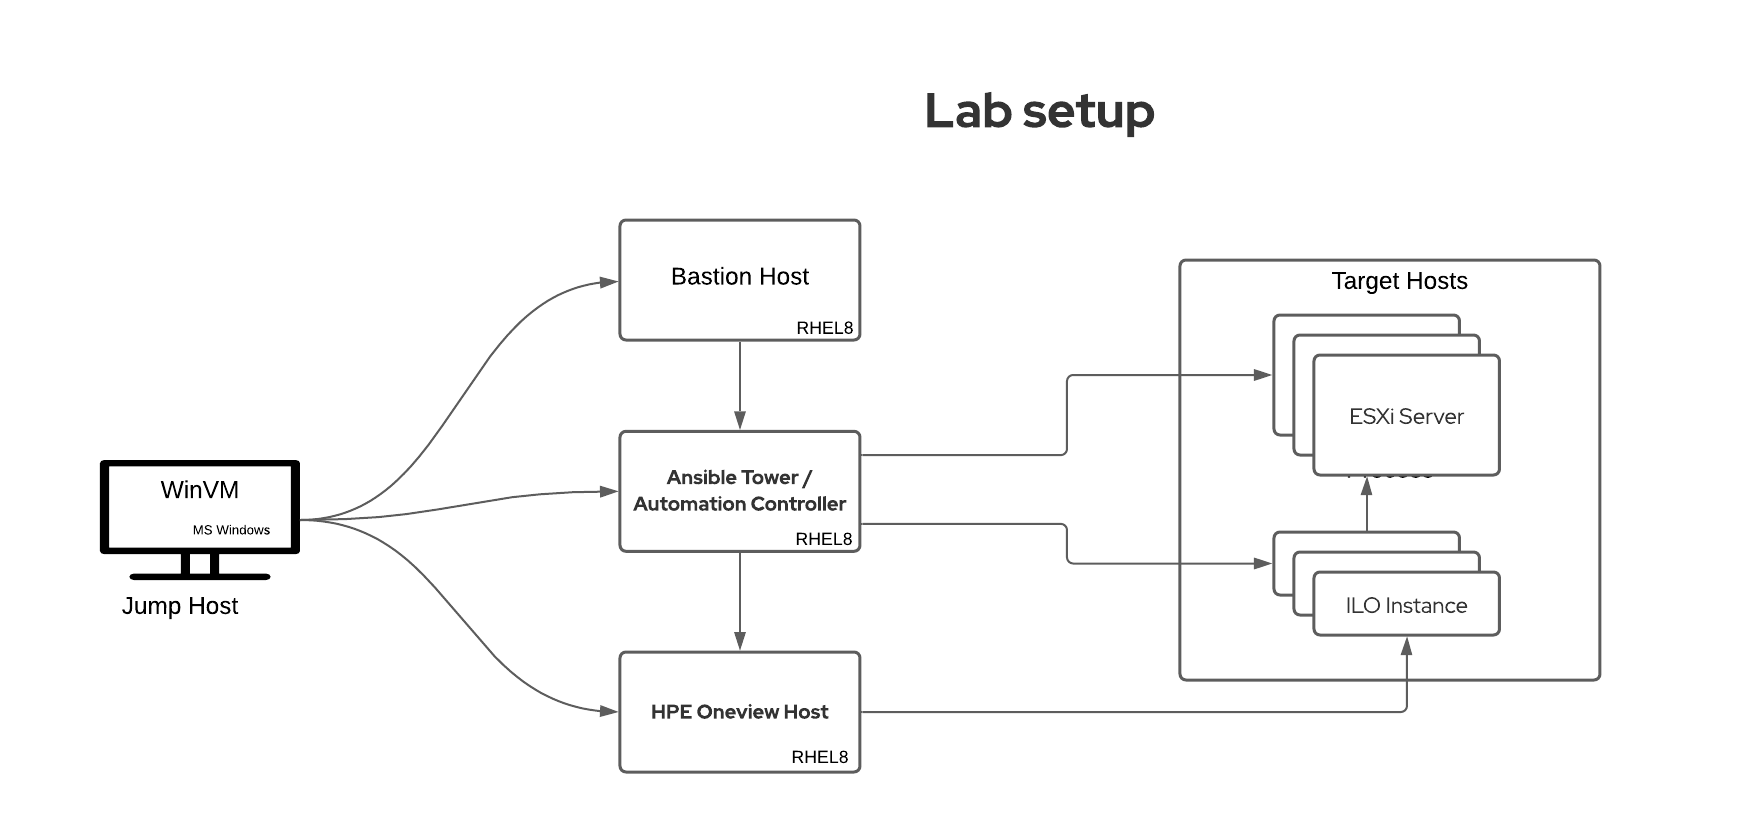 Lab setup
Bastion Host
RHEL8
Target Hosts
ESXi Server
Ansible Tower /
Automation Controller
RHEL8
WinVM
MS Windows
Jump Host
ILO Instance
HPE Oneview Host
RHEL8